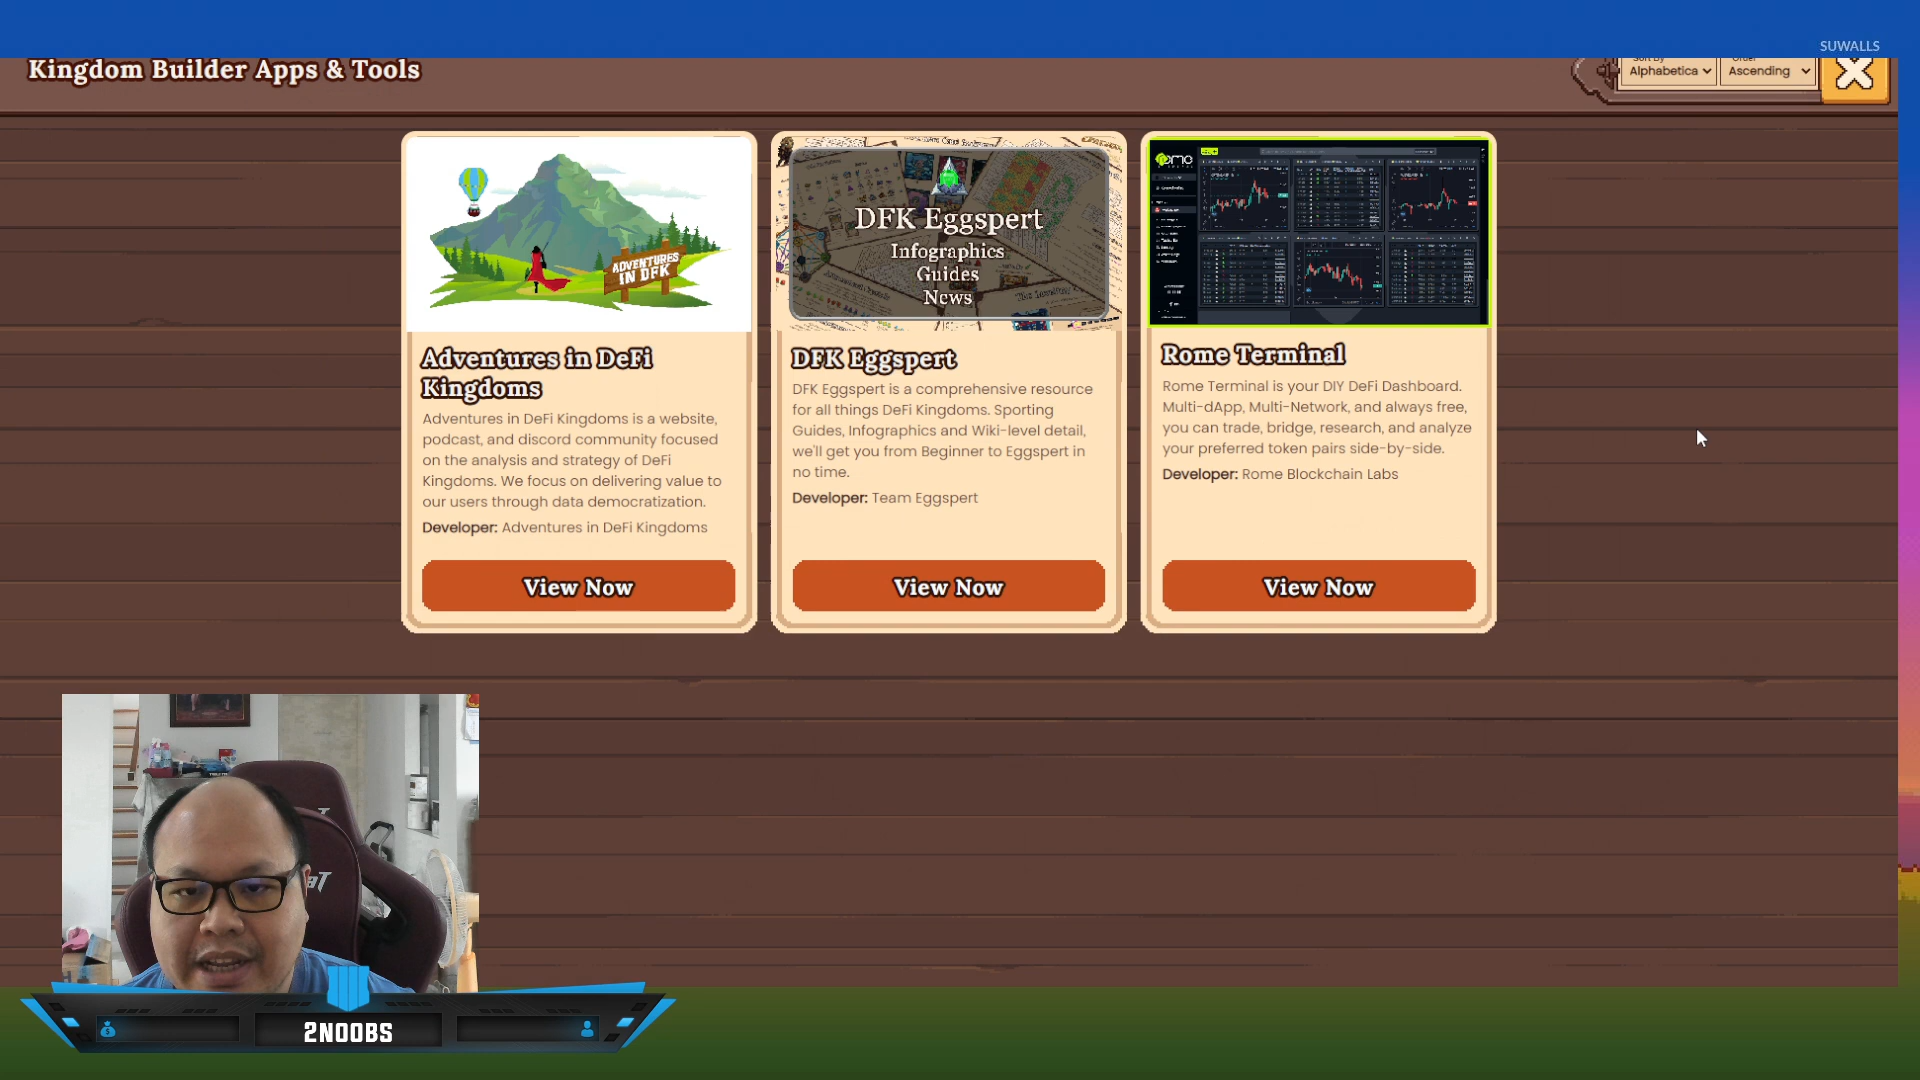 SUWALLS
Kingdom Builder Apps & Tools
Sort By
Order
Alphabetica
Ascending
ADVENTURES
IN DFK
Adventures in DeFi
Kingdoms
Adventures in DeFi Kingdoms is a website,
podcast, and discord community focused
on the analysis and strategy of DeFi
Kingdoms. We focus on delivering value to
our users through data democratization.
Developer: Adventures in DeFi Kingdoms
View Now
DFK Eggspert
Infographics
Guides
News
DFK Eggspert
DFK Eggspert is a comprehensive resource
for all things DeFi Kingdoms. Sporting
Guides, Infographics and Wiki-level detail,
we'll get you from Beginner to Eggspert in
no time.
Developer: Team Eggspert
View Now
Rome Terminal
Rome Terminal is your DIY DeFi Dashboard.
Multi-dApp, Multi-Network, and always free,
you can trade, bridge, research, and analyze
your preferred token pairs side-by-side.
Developer: Rome Blockchain Labs
View Now
2NOOBS